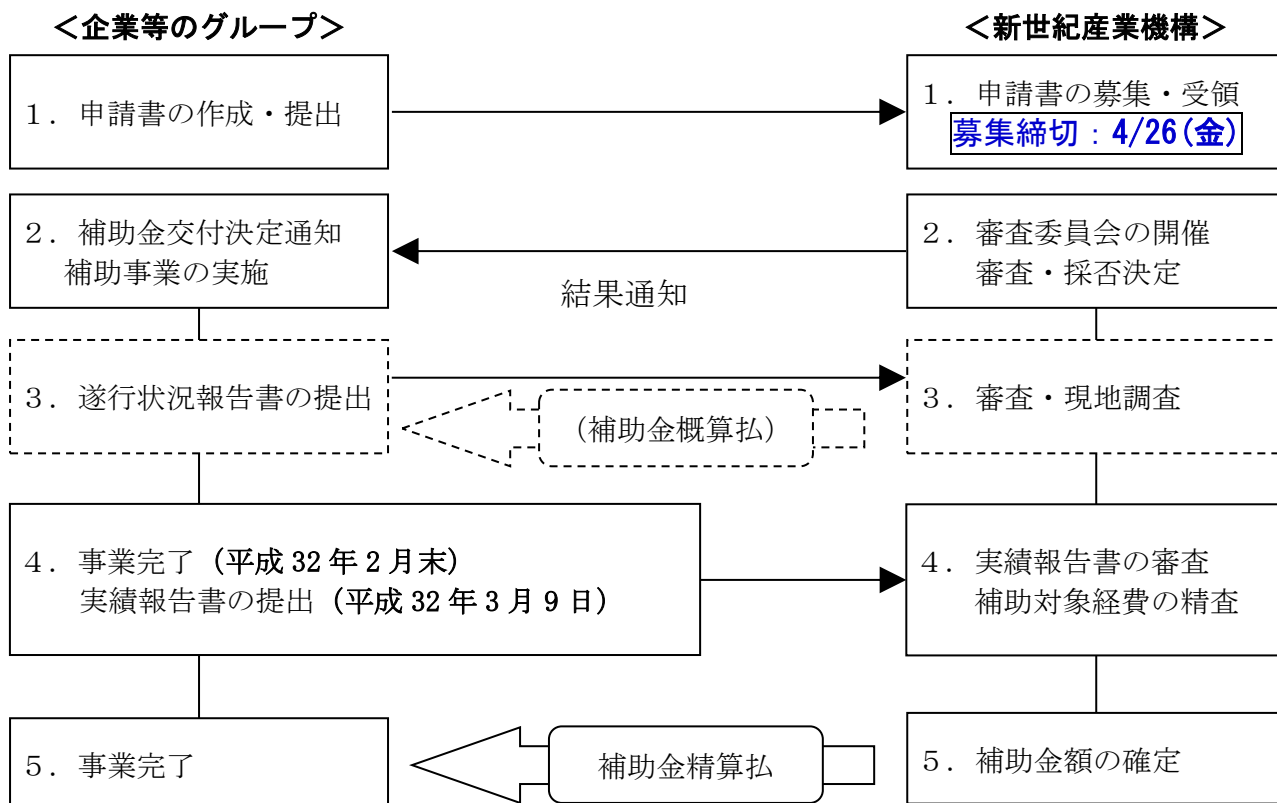 ＜企業等のグループ＞
＜新世紀産業機構＞
１．申請書の作成・提出
１．申請書の募集・受領
募集締切：4/26(金)
２．補助金交付決定通知
補助事業の実施
２．審査委員会の開催
審査・採否決定
結果通知
３．遂行状況報告書の提出
（補助金概算払）
３．審査・現地調査
４．事業完了（平成 32 年 2 月末）
実績報告書の提出（平成 32 年 3 月 9 日）
４．実績報告書の審査
補助対象経費の精査
５．事業完了
補助金精算払
５．補助金額の確定